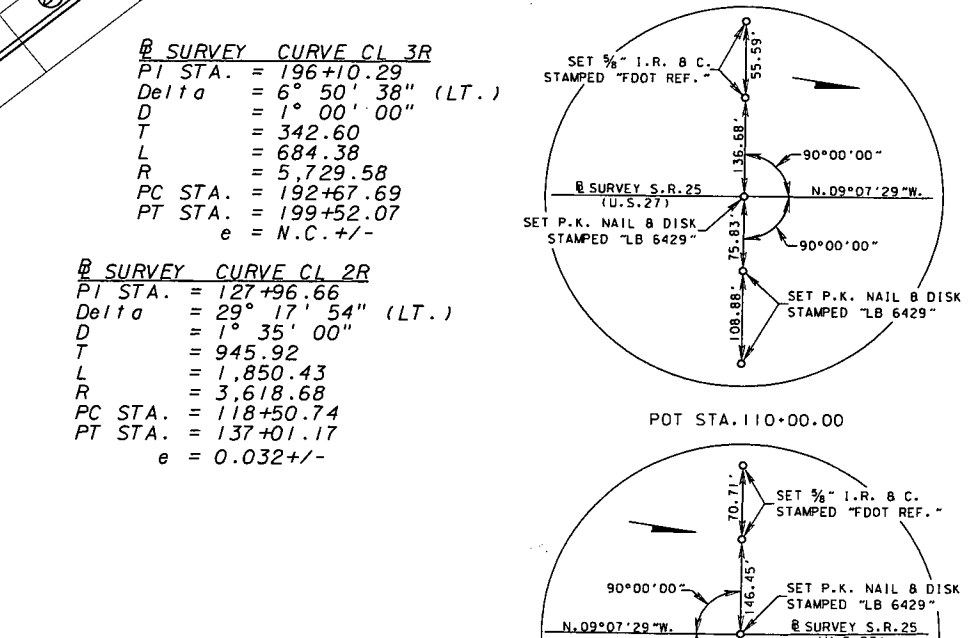 ℄ SURVEY CURVE CL 3R
PI STA. = 196+10.29
Delta = 6° 50' 38" (LT.)
D = 1° 00' 00"
T = 342.60
L = 684.38
R = 5,729.58
PC STA. = 192+67.69
PT STA. = 199+52.07
e = N.C.+/-
℄ SURVEY CURVE CL 2R
PI STA. = 127+96.66
Delta = 29° 17' 54" (LT.)
D = 1° 35' 00"
T = 945.92
L = 1,850.43
R = 3,618.68
PC STA. = 118+50.74
PT STA. = 137+01.17
e = 0.032+/-
SET ⅝" I.R. & C.
STAMPED "FDOT REF."
55.59'
136.68'
90°00'00"
℄ SURVEY S.R.25
(U.S.27)
N.09°07'29"W.
SET P.K. NAIL & DISK
STAMPED "LB 6429"
75.83'
90°00'00"
108.88'
SET P.K. NAIL & DISK
STAMPED "LB 6429"
POT STA.110+00.00
70.71'
SET ⅝" I.R. & C.
STAMPED "FDOT REF."
146.45'
90°00'00"
SET P.K. NAIL & DISK
STAMPED "LB 6429"
N.09°07'29"W.
℄ SURVEY S.R.25